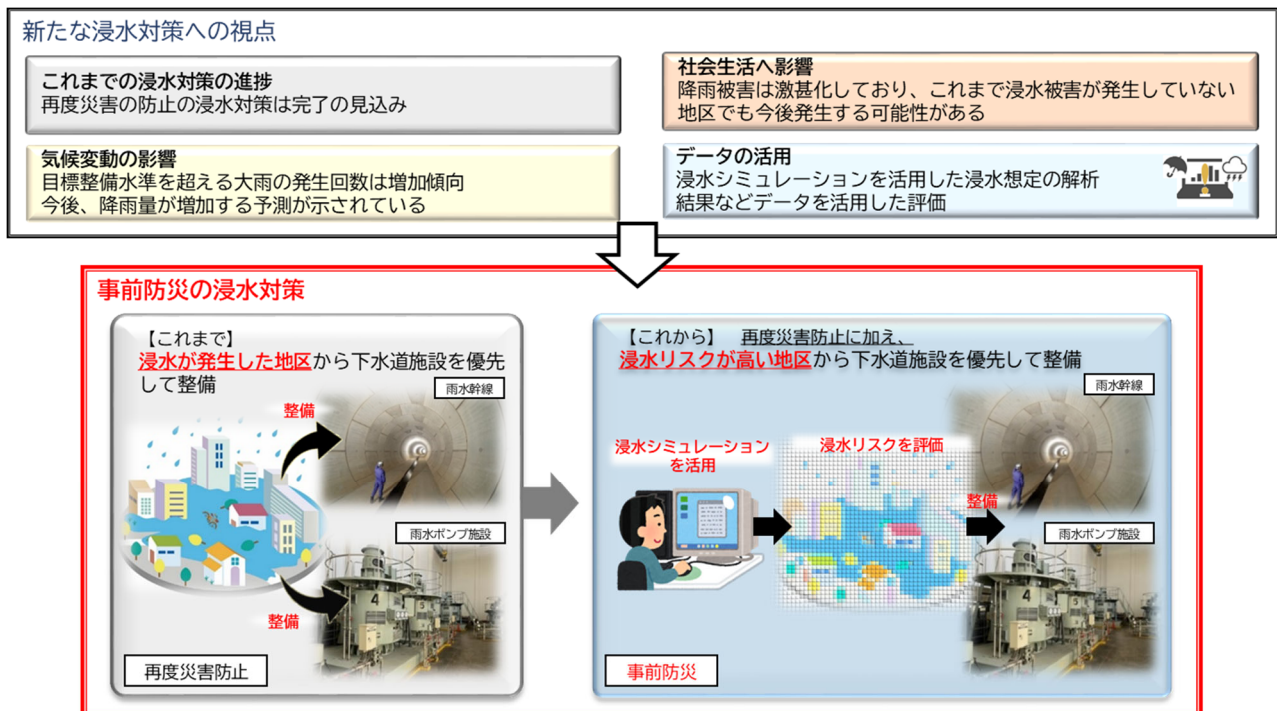 新たな浸水対策への視点
これまでの浸水対策の進捗
再度災害の防止の浸水対策は完了の見込み
社会生活へ影響
降雨被害は激甚化しており、これまで浸水被害が発生していない
地区でも今後発生する可能性がある
気候変動の影響
目標整備水準を超える大雨の発生回数は増加傾向
今後、降雨量が増加する予測が示されている
データの活用
浸水シミュレーションを活用した浸水想定の解析
結果などデータを活用した評価
事前防災の浸水対策
【これまで】
浸水が発生した地区から下水道施設を優先
して整備
雨水幹線
整備
雨水ポンプ施設
4
5
整備
再度災害防止
【これから】 再度災害防止に加え、
浸水リスクが高い地区から下水道施設を優先して整備
雨水幹線
浸水シミュレーション
を活用
浸水リスクを評価
整備
雨水ポンプ施設
4
5
事前防災